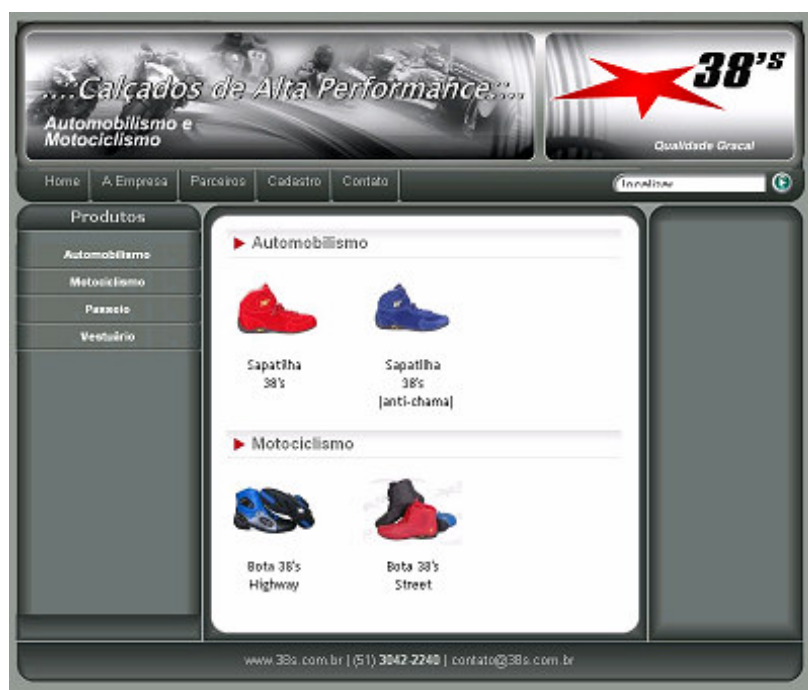 ....Calçados de Alta Performance....
Automobilismo e
Motociclismo
38's
Qualidade Gracal
Home A Empresa Parceiros Cadastro Contato
Produtos
Automobilismo
Motociclismo
Passeio
Vestuário
Automobilismo
Sapatilha
38's
Sapatilha
38's
(anti-chama)
Motociclismo
Bota 38's
Highway
Bota 38's
Street
www.38s.com.br | (51) 3042-2240 | contato@38s.com.br